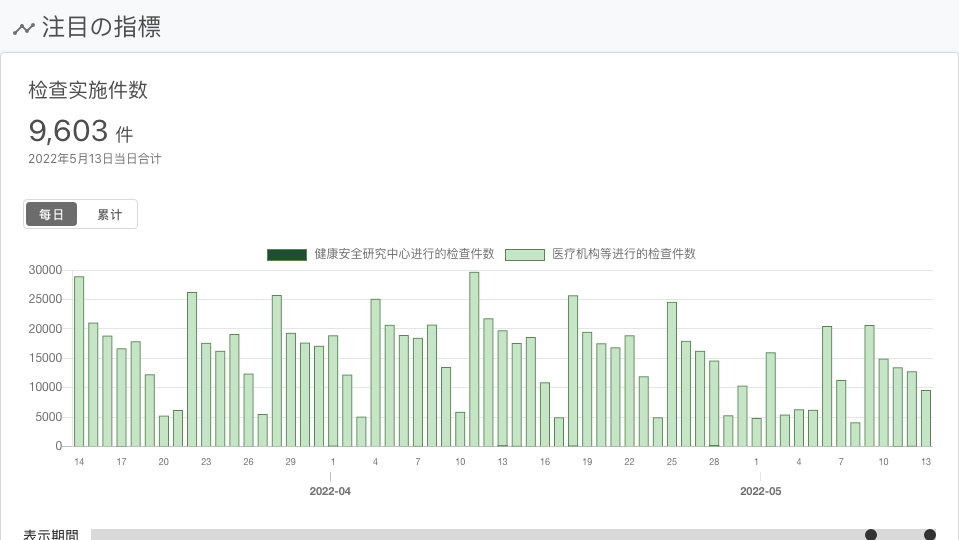 注目の指標
检查实施件数
9,603 件
2022年5月13日当日合计
每日 累计
健康安全研究中心进行的检查件数 医疗机构等进行的检查件数
30000
25000
20000
15000
10000
5000
0
14 17 20 23 26 29 1 4 7 10 13 16 19 22 25 28 1 4 7 10 13
2022-04 2022-05
表示期間